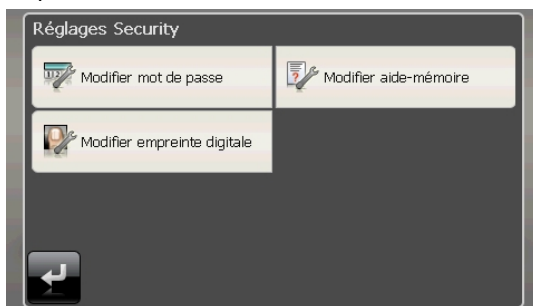 Réglages Security
Modifier mot de passe
Modifier aide-mémoire
Modifier empreinte digitale